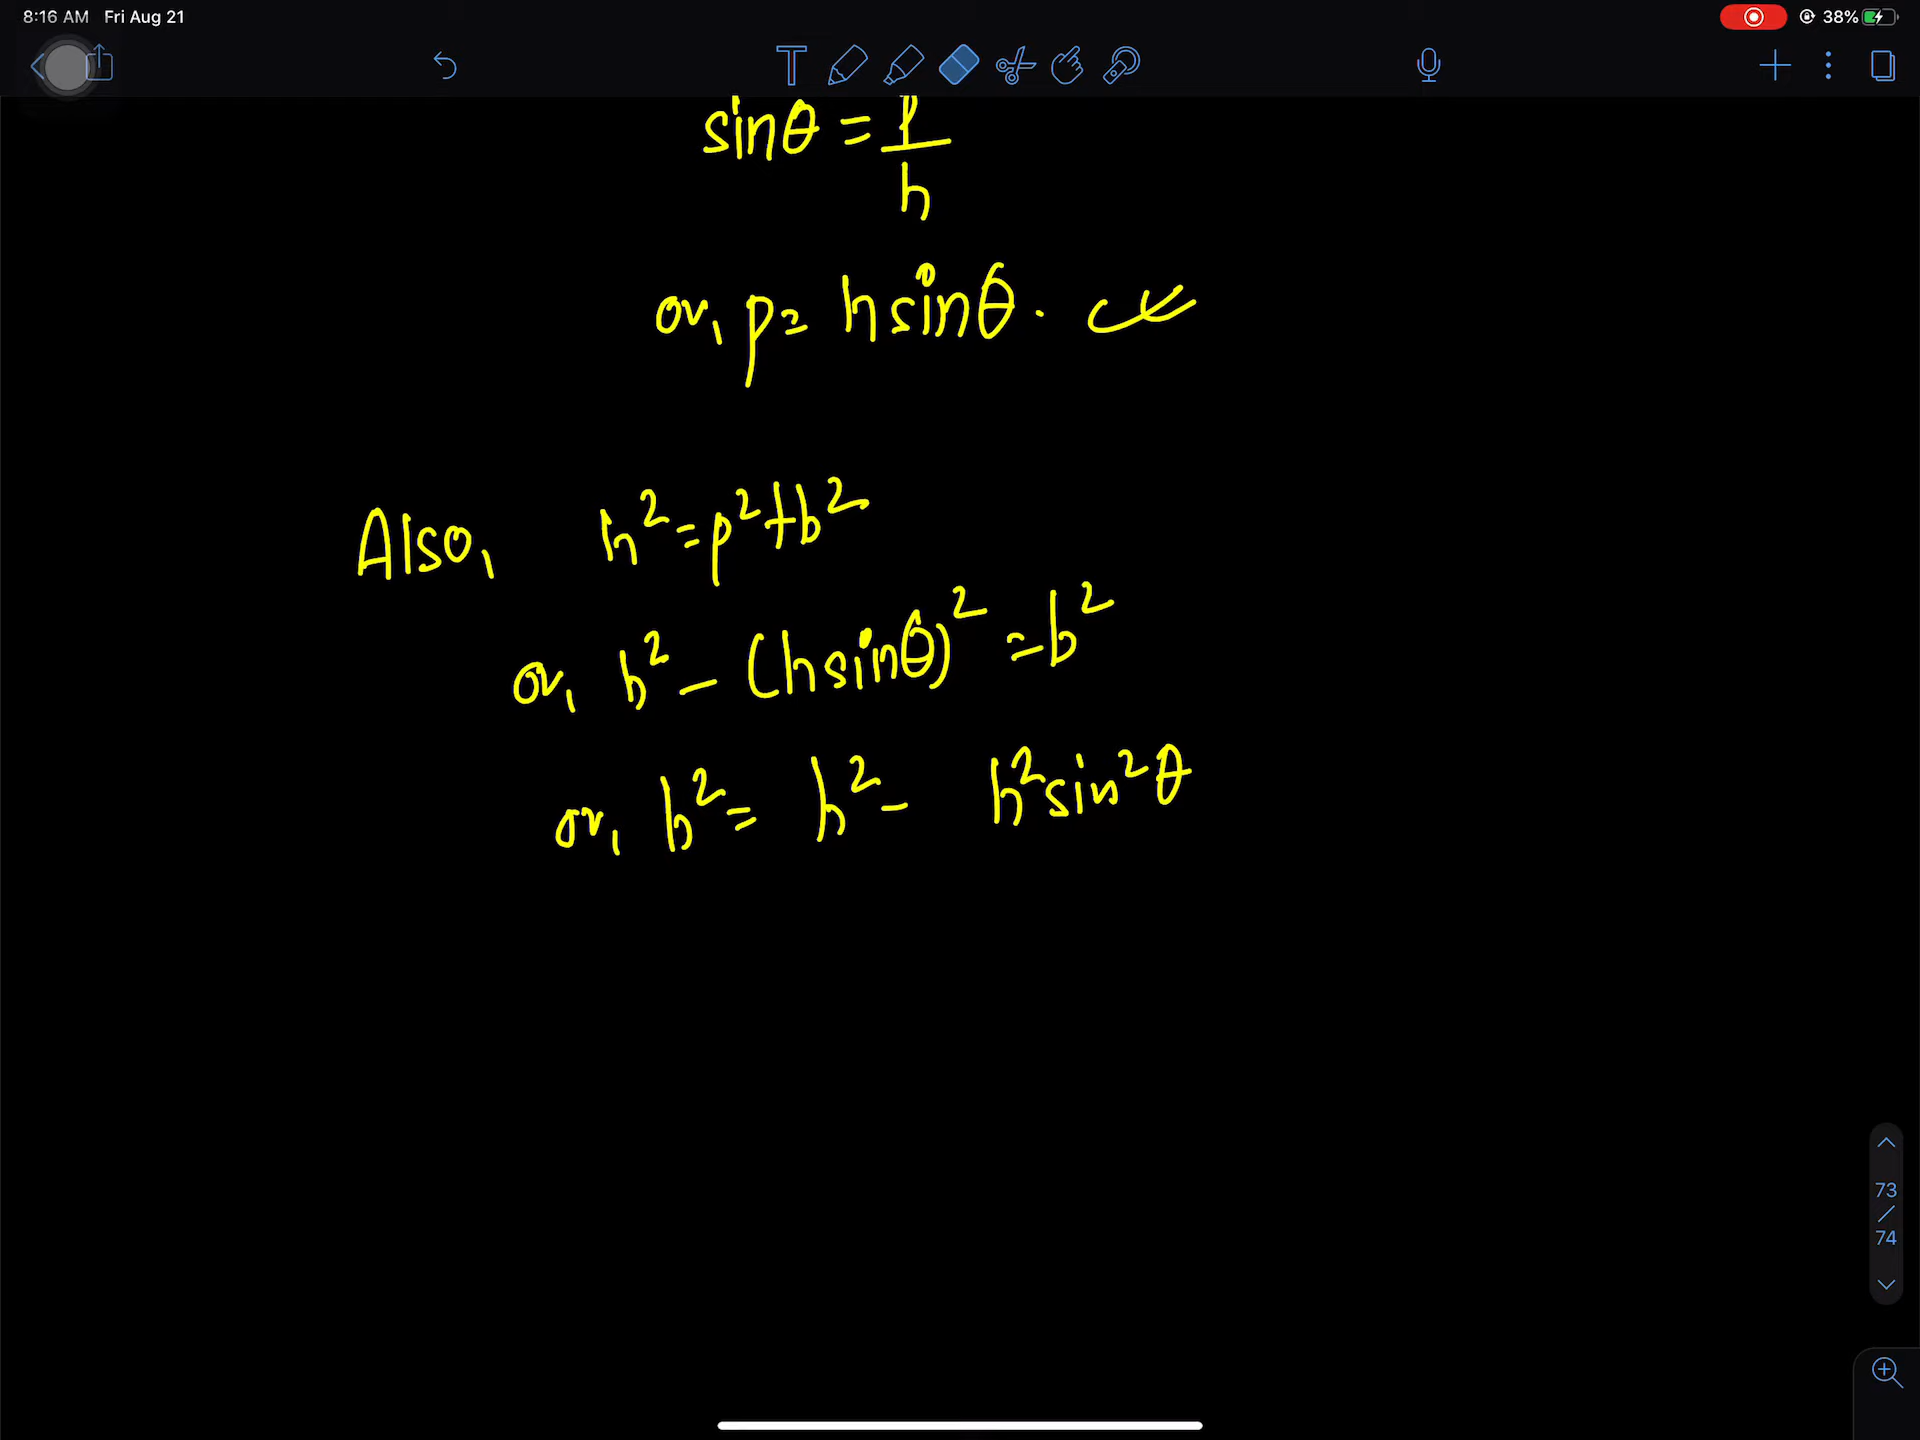 8:16 AM Fri Aug 21
38%
T
sinθ = p/h
or, p = hsinθ.
Also, h² = p² + b²
or, h² – (hsinθ)² = b²
or, b² = h² – h²sin²θ
73
/
74